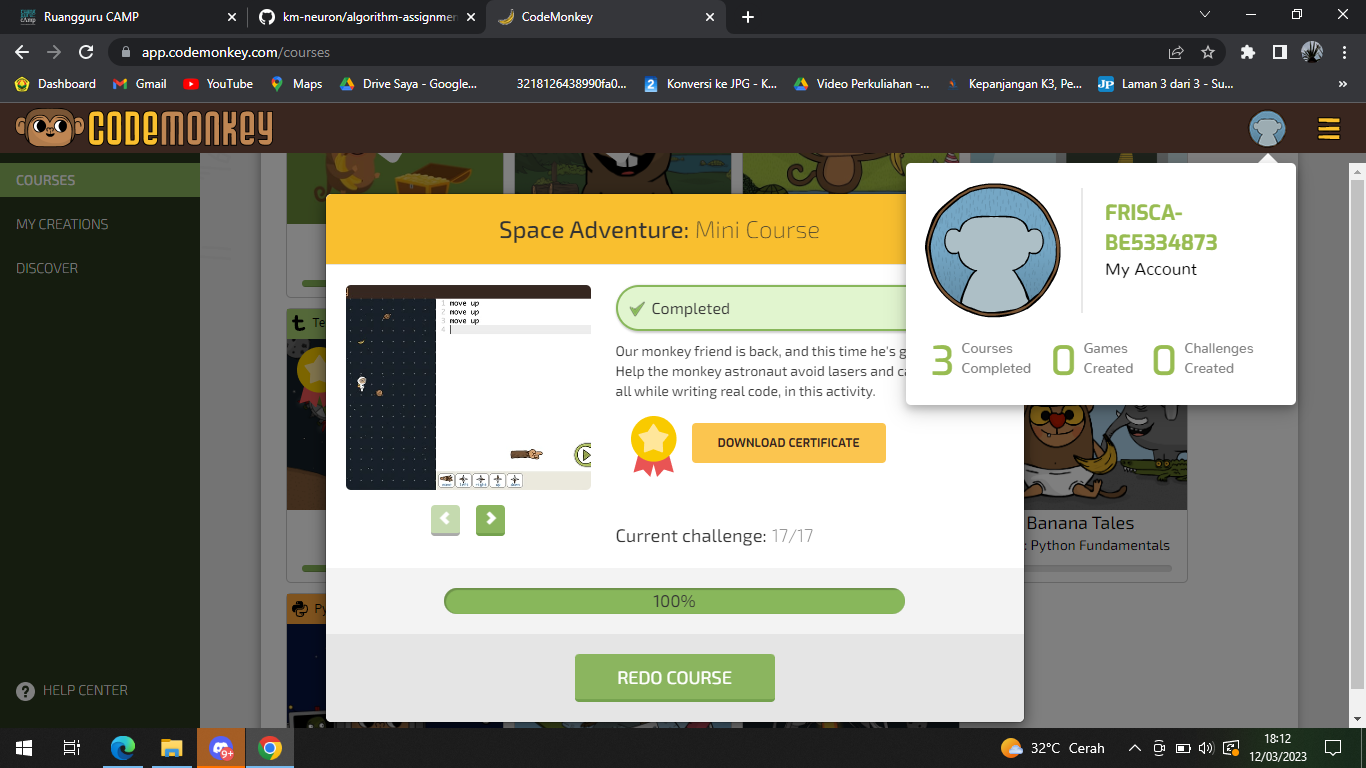 Ruangguru CAMP
km-neuron/algorithm-assignmen
CodeMonkey
app.codemonkey.com/courses
Dashboard
Gmail
YouTube
Maps
Drive Saya - Google...
3218126438990fa0...
Konversi ke JPG - K...
Video Perkuliahan -...
Kepanjangan K3, Pe...
Laman 3 dari 3 - Su...
»
CODEMONKEY
COURSES
MY CREATIONS
DISCOVER
HELP CENTER
Space Adventure: Mini Course
1 move up
2 move up
3 move up
4
Completed
Our monkey friend is back, and this time he's g
Help the monkey astronaut avoid lasers and ca
all while writing real code, in this activity.
DOWNLOAD CERTIFICATE
Current challenge: 17/17
100%
REDO COURSE
FRISCA-
BE5334873
My Account
3 Courses Completed
0 Games Created
0 Challenges Created
Te
Py
Banana Tales
: Python Fundamentals
9+
32°C Cerah
18:12
12/03/2023